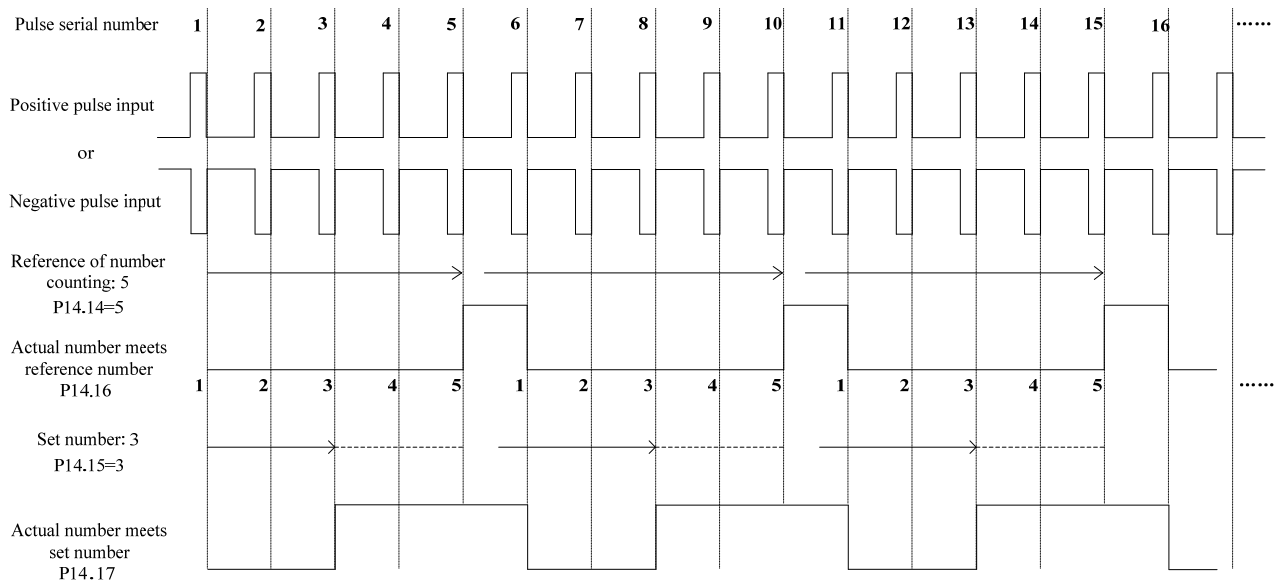 Pulse serial number 1 2 3 4 5 6 7 8 9 10 11 12 13 14 15 16 ······
Positive pulse input
or
Negative pulse input
Reference of number
counting: 5
P14.14=5
Actual number meets
reference number
P14.16
1 2 3 4 5 1 2 3 4 5 1 2 3 4 5 ······
Set number: 3
P14.15=3
Actual number meets
set number
P14.17